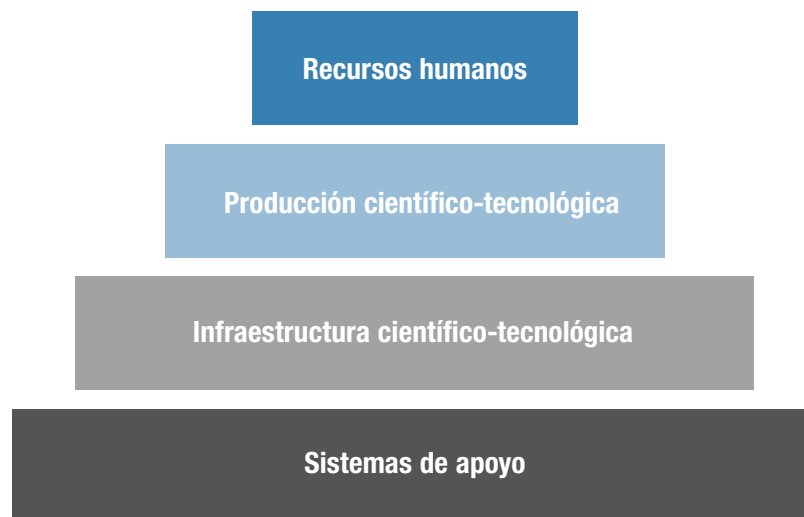 Recursos humanos
Producción científico-tecnológica
Infraestructura científico-tecnológica
Sistemas de apoyo